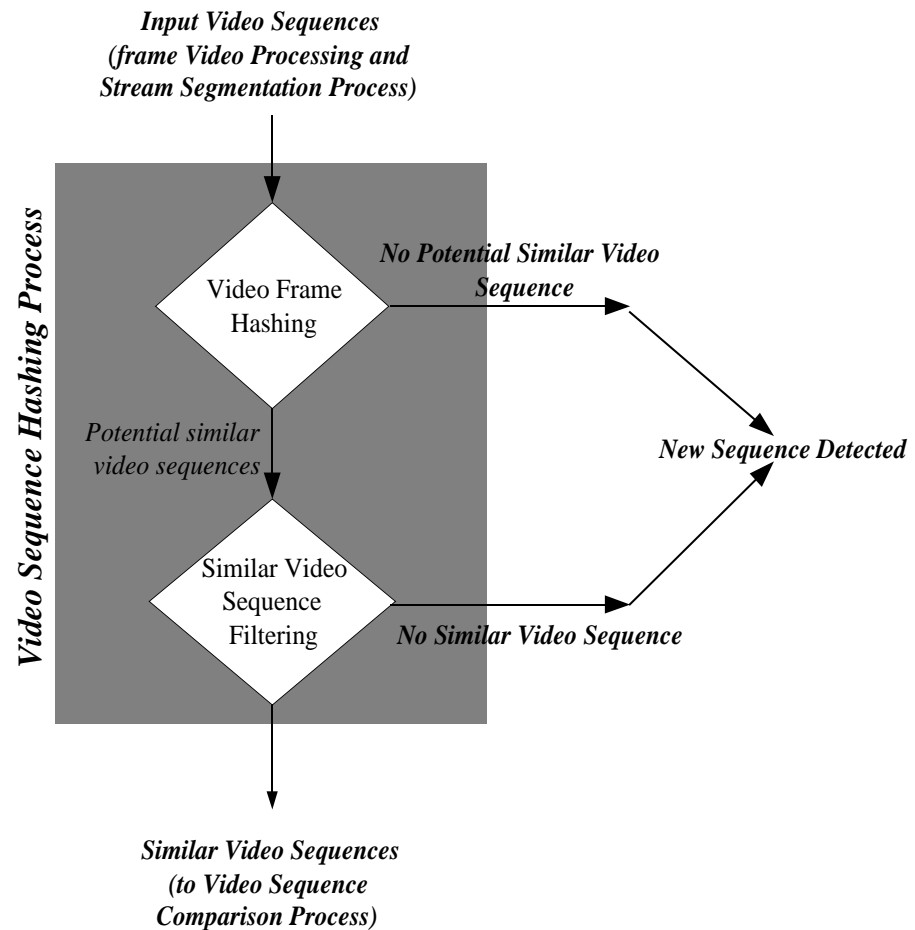 Input Video Sequences
(frame Video Processing and
Stream Segmentation Process)
Video Sequence Hashing Process
Video Frame
Hashing
No Potential Similar Video
Sequence
Potential similar
video sequences
New Sequence Detected
Similar Video
Sequence
Filtering
No Similar Video Sequence
Similar Video Sequences
(to Video Sequence
Comparison Process)